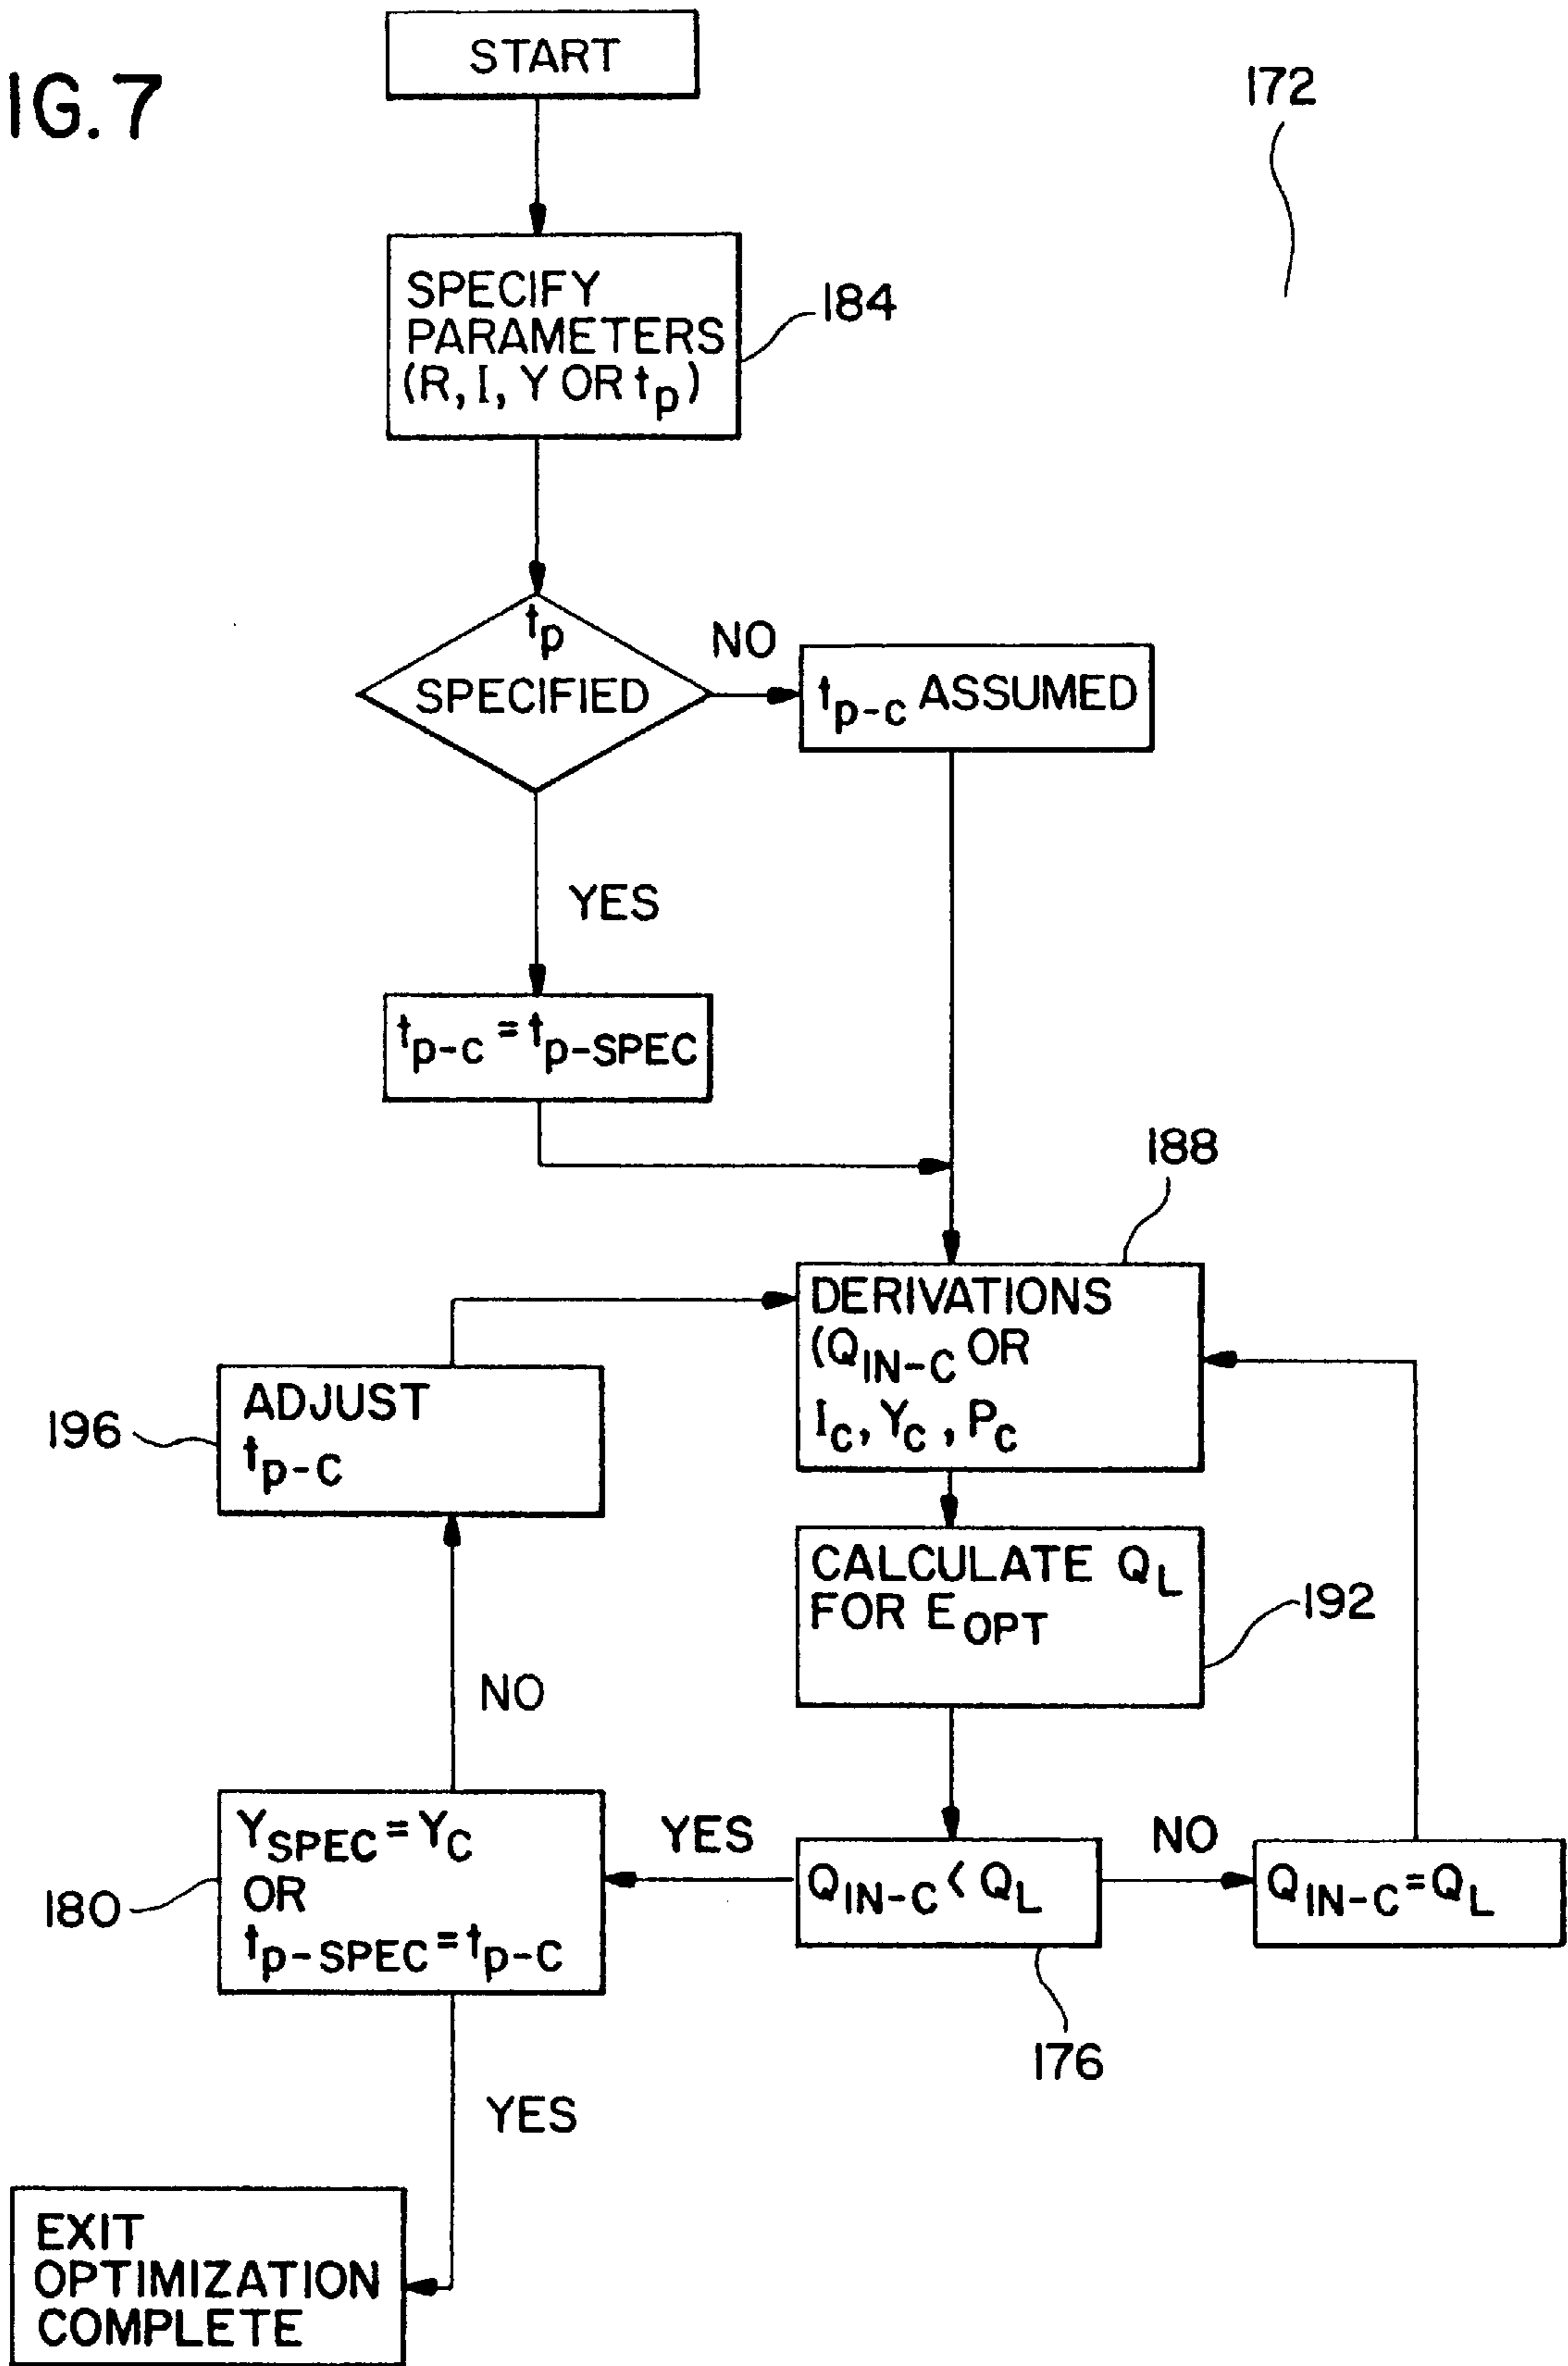 IG. 7
START
172
SPECIFY
PARAMETERS
(R, I, Y OR tp)
184
tp
SPECIFIED
NO
tp-c ASSUMED
YES
tp-c = tp-SPEC
188
DERIVATIONS
(QIN-C OR
IC, YC, PC
ADJUST
tp-C
196
CALCULATE QL
FOR EOPT
192
NO
YSPEC = YC
OR
tp-SPEC = tp-C
180
YES
QIN-C < QL
NO
QIN-C = QL
176
YES
EXIT
OPTIMIZATION
COMPLETE